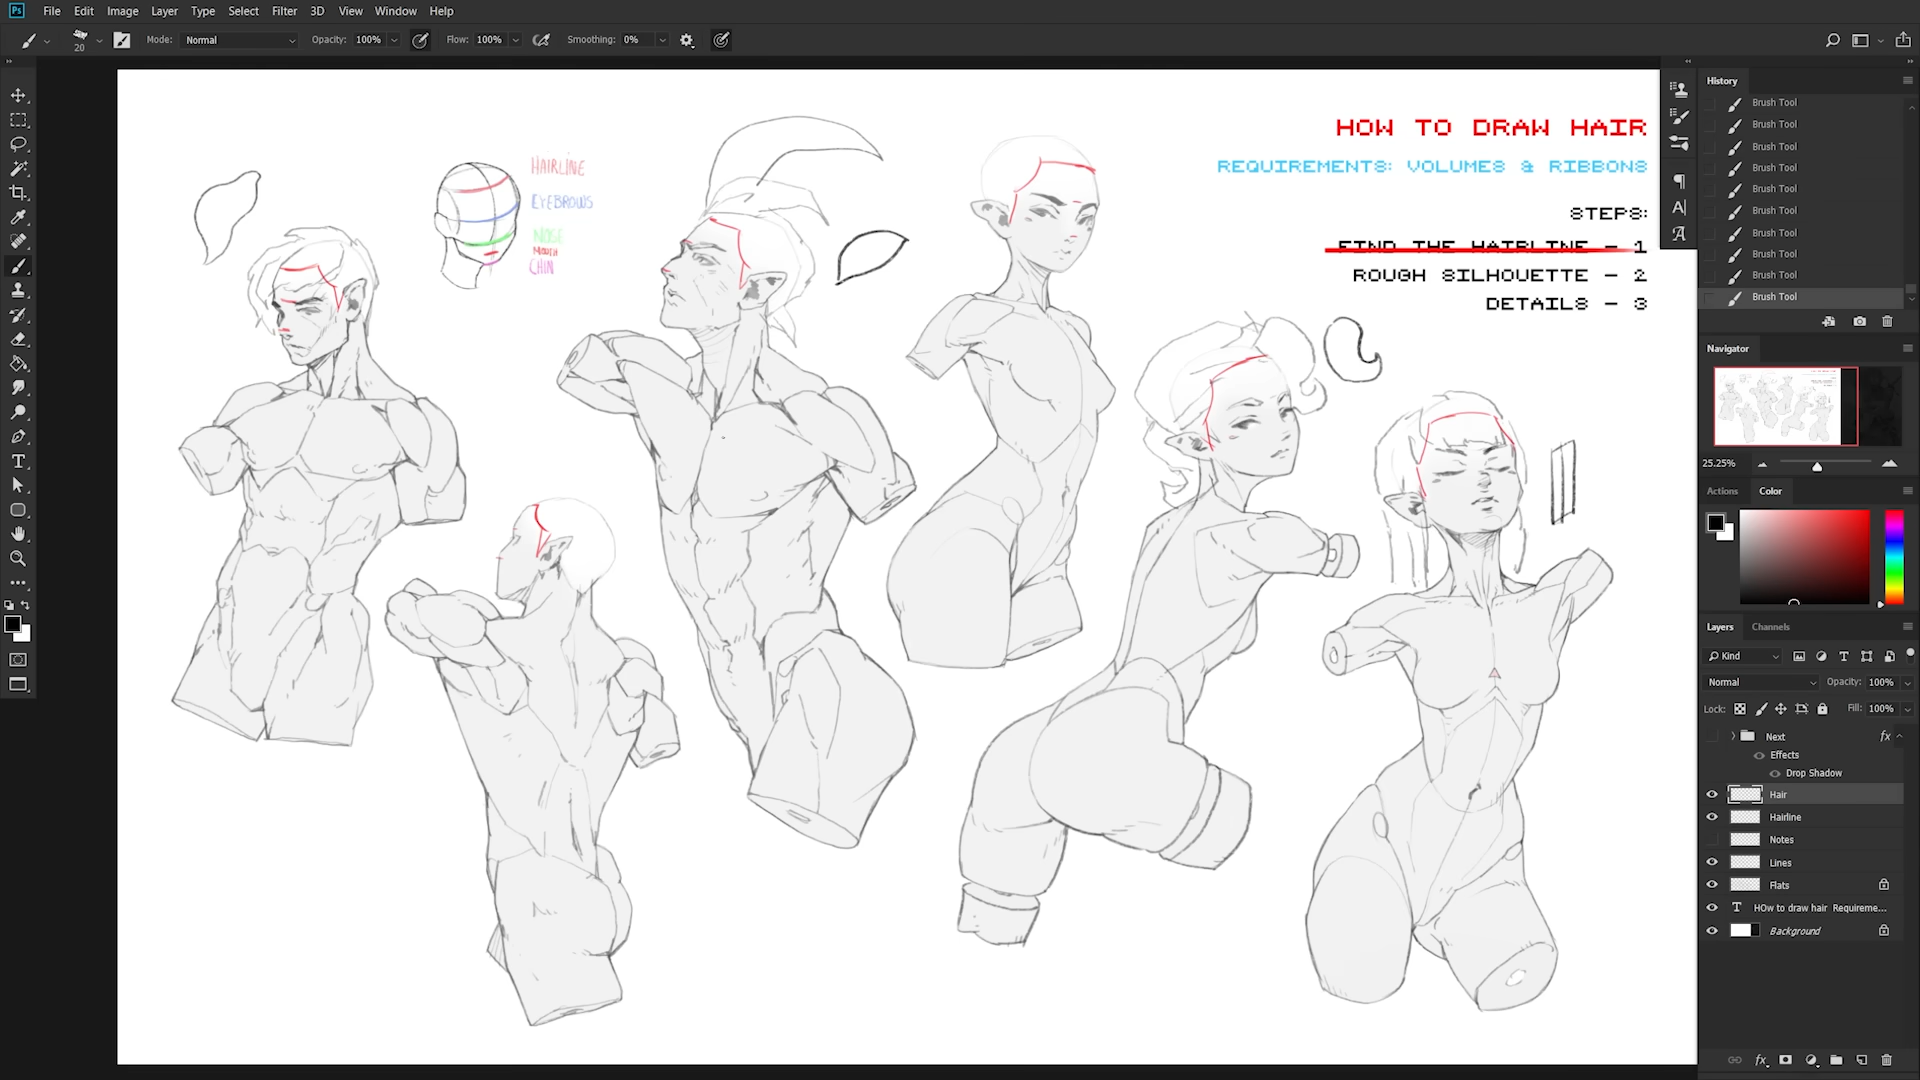 Ps File Edit Image Layer Type Select Filter 3D View Window Help
20 Mode: Normal Opacity: 100% Flow: 100% Smoothing: 0%
HAIRLINE
EYEBROWS
NOSE
MOUTH
CHIN
HOW TO DRAW HAIR
REQUIREMENTS: VOLUMES & RIBBONS
STEPS:
FIND THE HAIRLINE - 1
ROUGH SILHOUETTE - 2
DETAILS - 3
History
Brush Tool
Brush Tool
Brush Tool
Brush Tool
Brush Tool
Brush Tool
Brush Tool
Brush Tool
Brush Tool
Brush Tool
Navigator
25.25%
Actions Color
Layers Channels
Kind
Normal Opacity: 100%
Lock: Fill: 100%
Next fx
Effects
Drop Shadow
Hair
Hairline
Notes
Lines
Flats
T HOw to draw hair Requireme...
Background
fx